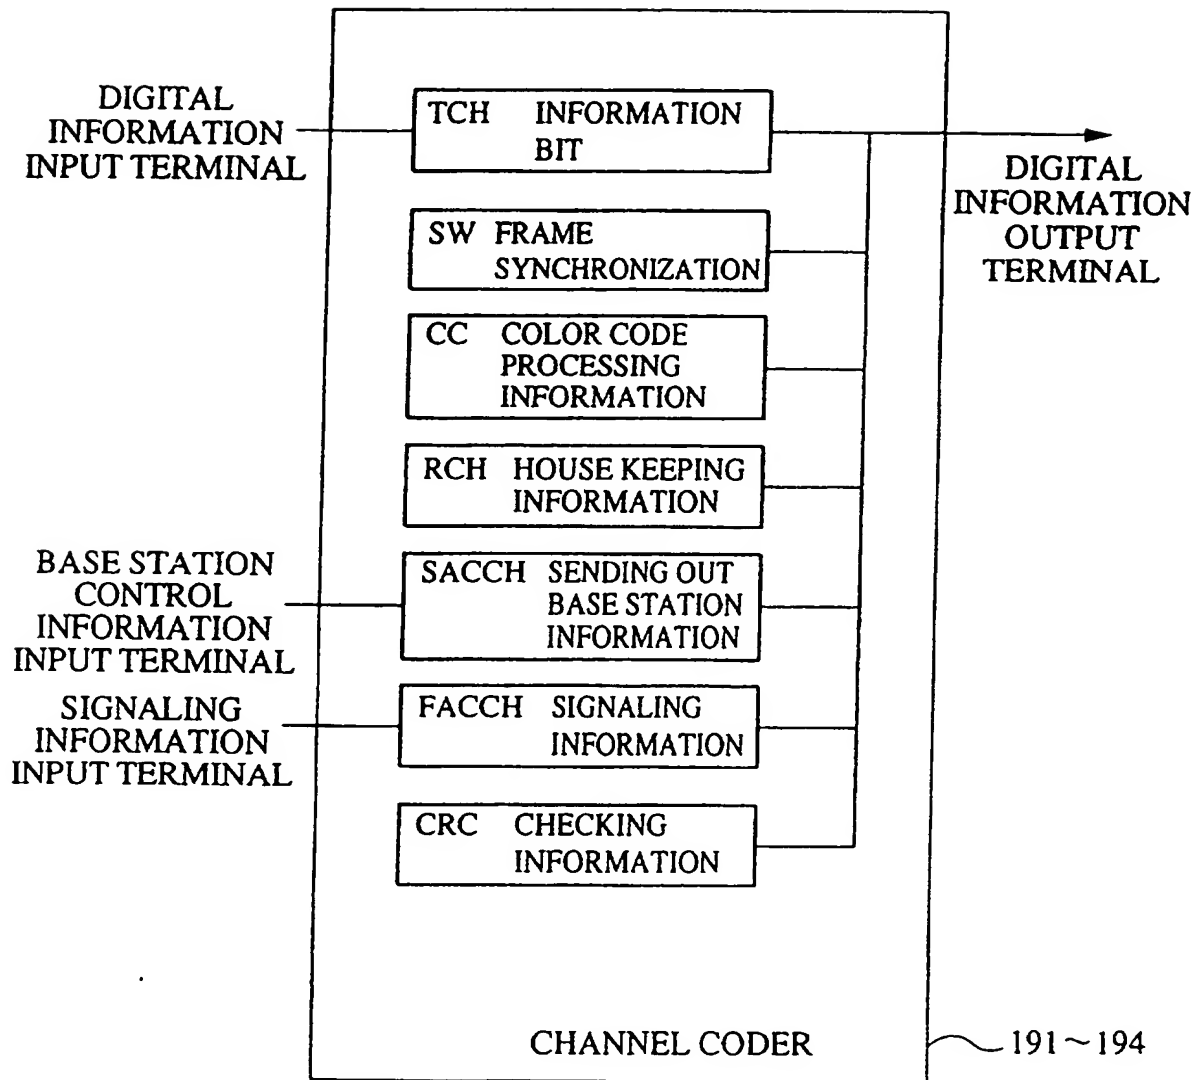 DIGITAL
INFORMATION
INPUT TERMINAL
TCH INFORMATION
BIT
DIGITAL
INFORMATION
OUTPUT
TERMINAL
SW FRAME
SYNCHRONIZATION
CC COLOR CODE
PROCESSING
INFORMATION
RCH HOUSE KEEPING
INFORMATION
BASE STATION
CONTROL
INFORMATION
INPUT TERMINAL
SACCH SENDING OUT
BASE STATION
INFORMATION
SIGNALING
INFORMATION
INPUT TERMINAL
FACCH SIGNALING
INFORMATION
CRC CHECKING
INFORMATION
CHANNEL CODER
191~194